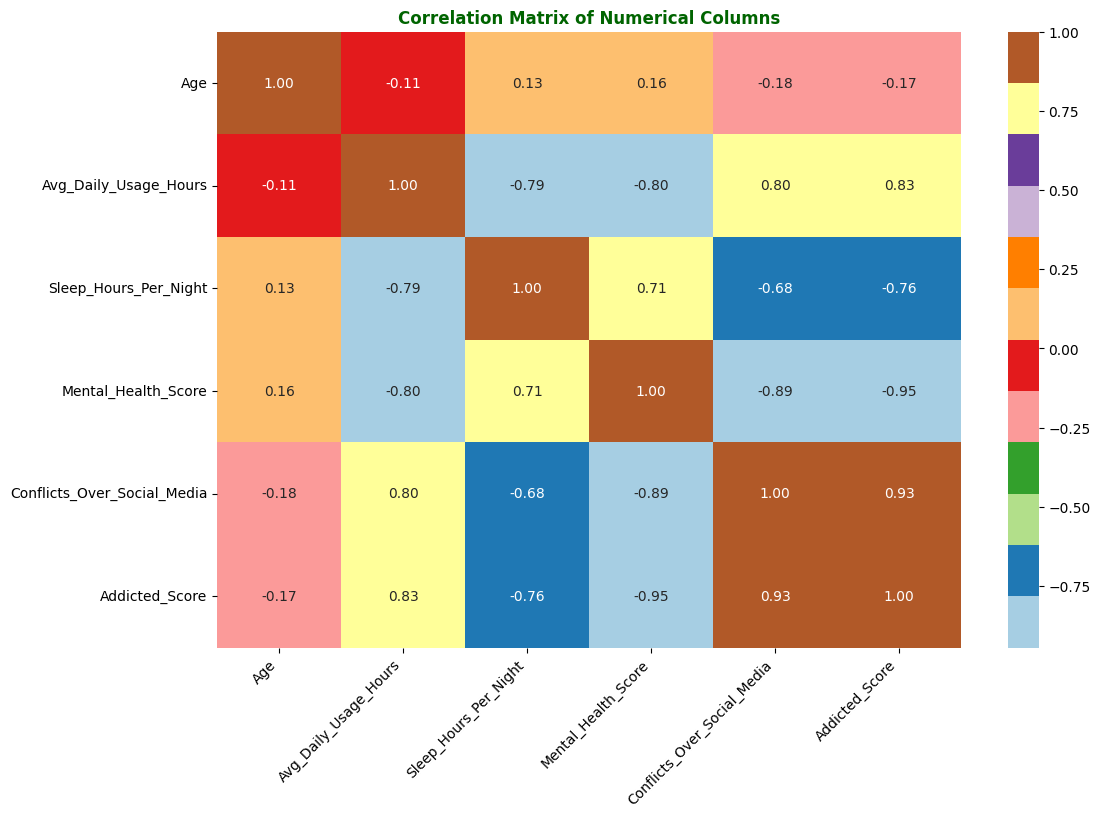 Correlation Matrix of Numerical Columns
Age 1.00 -0.11 0.13 0.16 -0.18 -0.17
Avg_Daily_Usage_Hours -0.11 1.00 -0.79 -0.80 0.80 0.83
Sleep_Hours_Per_Night 0.13 -0.79 1.00 0.71 -0.68 -0.76
Mental_Health_Score 0.16 -0.80 0.71 1.00 -0.89 -0.95
Conflicts_Over_Social_Media -0.18 0.80 -0.68 -0.89 1.00 0.93
Addicted_Score -0.17 0.83 -0.76 -0.95 0.93 1.00
Age
Avg_Daily_Usage_Hours
Sleep_Hours_Per_Night
Mental_Health_Score
Conflicts_Over_Social_Media
Addicted_Score
1.00
0.75
0.50
0.25
0.00
−0.25
−0.50
−0.75